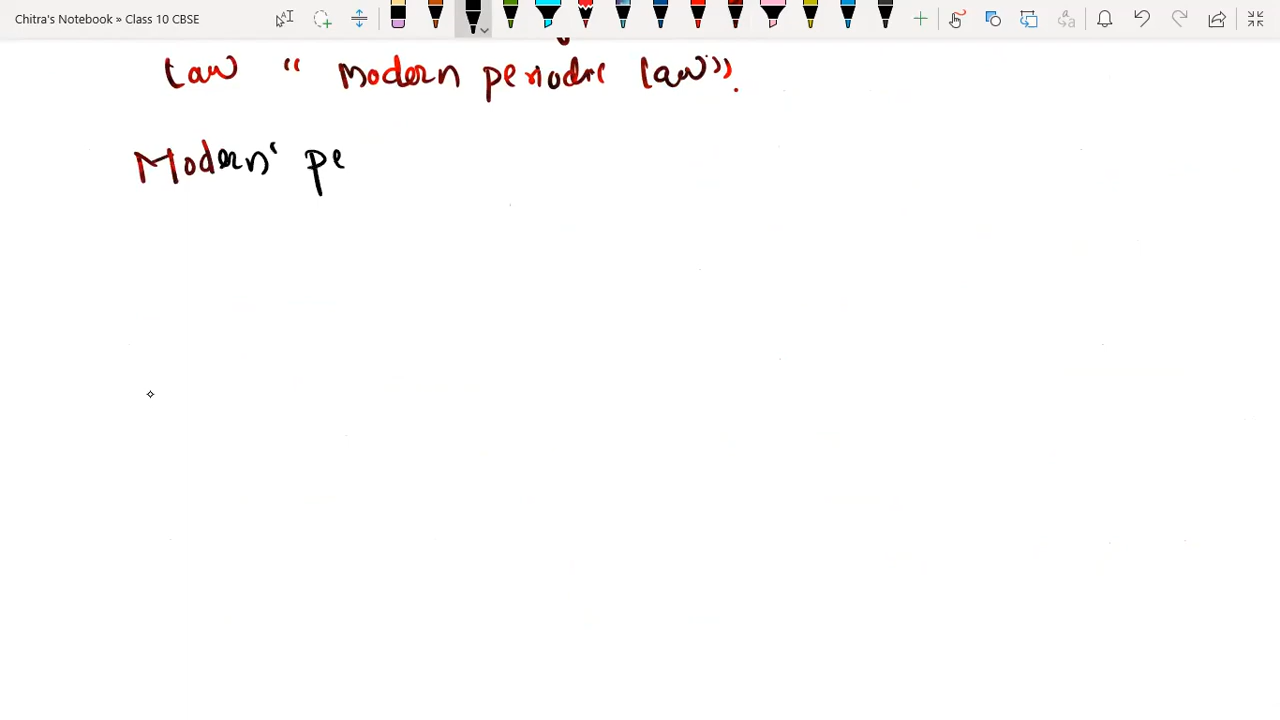 Chitra's Notebook » Class 10 CBSE
Law “ Modern periodic law”.
Modern pe